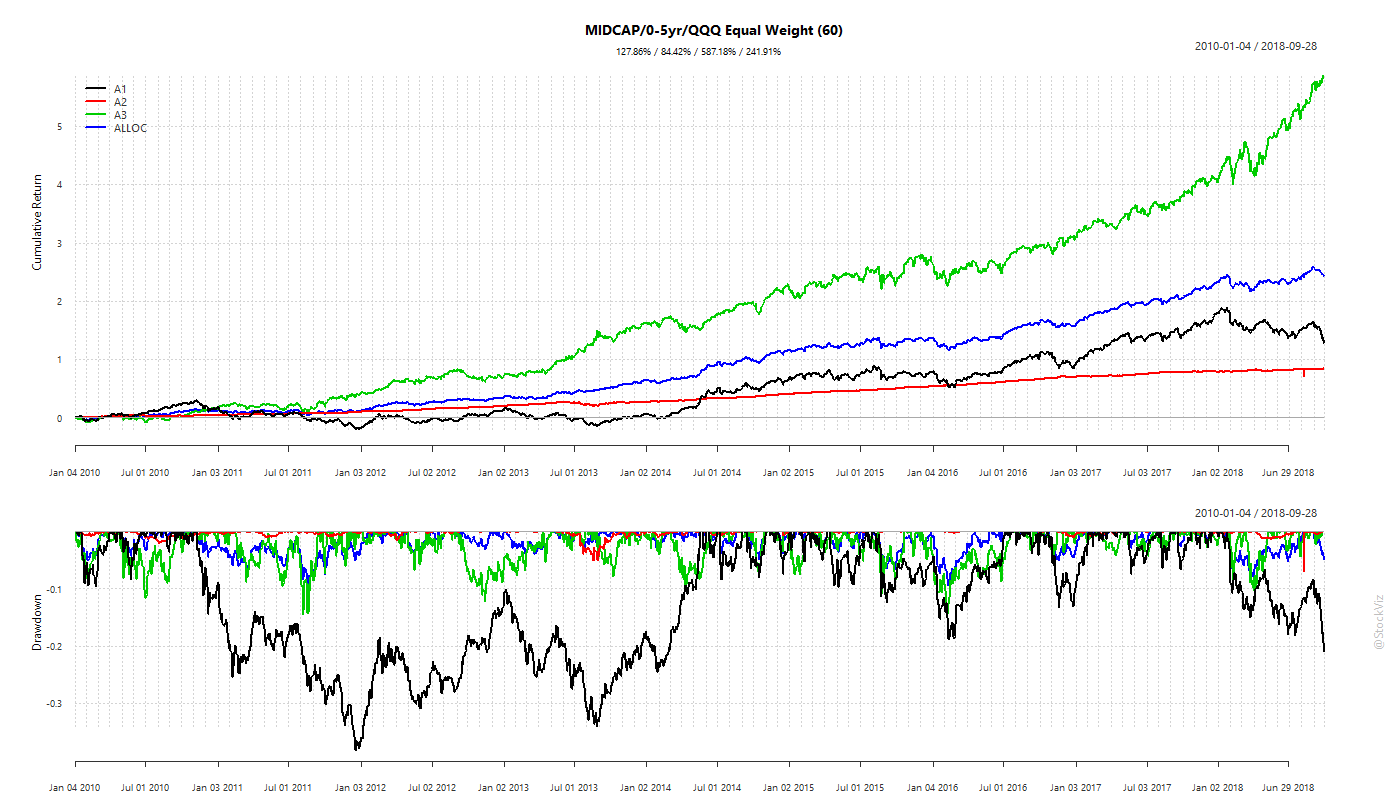 MIDCAP/0-5yr/QQQ Equal Weight (60)
127.86% / 84.42% / 587.18% / 241.91%
2010-01-04 / 2018-09-28
A1
A2
A3
ALLOC
Cumulative Return
5
4
3
2
1
0
Jan 04 2010 Jul 01 2010 Jan 03 2011 Jul 01 2011 Jan 03 2012 Jul 02 2012 Jan 02 2013 Jul 01 2013 Jan 02 2014 Jul 01 2014 Jan 02 2015 Jul 01 2015 Jan 04 2016 Jul 01 2016 Jan 03 2017 Jul 03 2017 Jan 02 2018 Jun 29 2018
2010-01-04 / 2018-09-28
Drawdown
-0.1
-0.2
-0.3
Jan 04 2010 Jul 01 2010 Jan 03 2011 Jul 01 2011 Jan 03 2012 Jul 02 2012 Jan 02 2013 Jul 01 2013 Jan 02 2014 Jul 01 2014 Jan 02 2015 Jul 01 2015 Jan 04 2016 Jul 01 2016 Jan 03 2017 Jul 03 2017 Jan 02 2018 Jun 29 2018
@StockViz